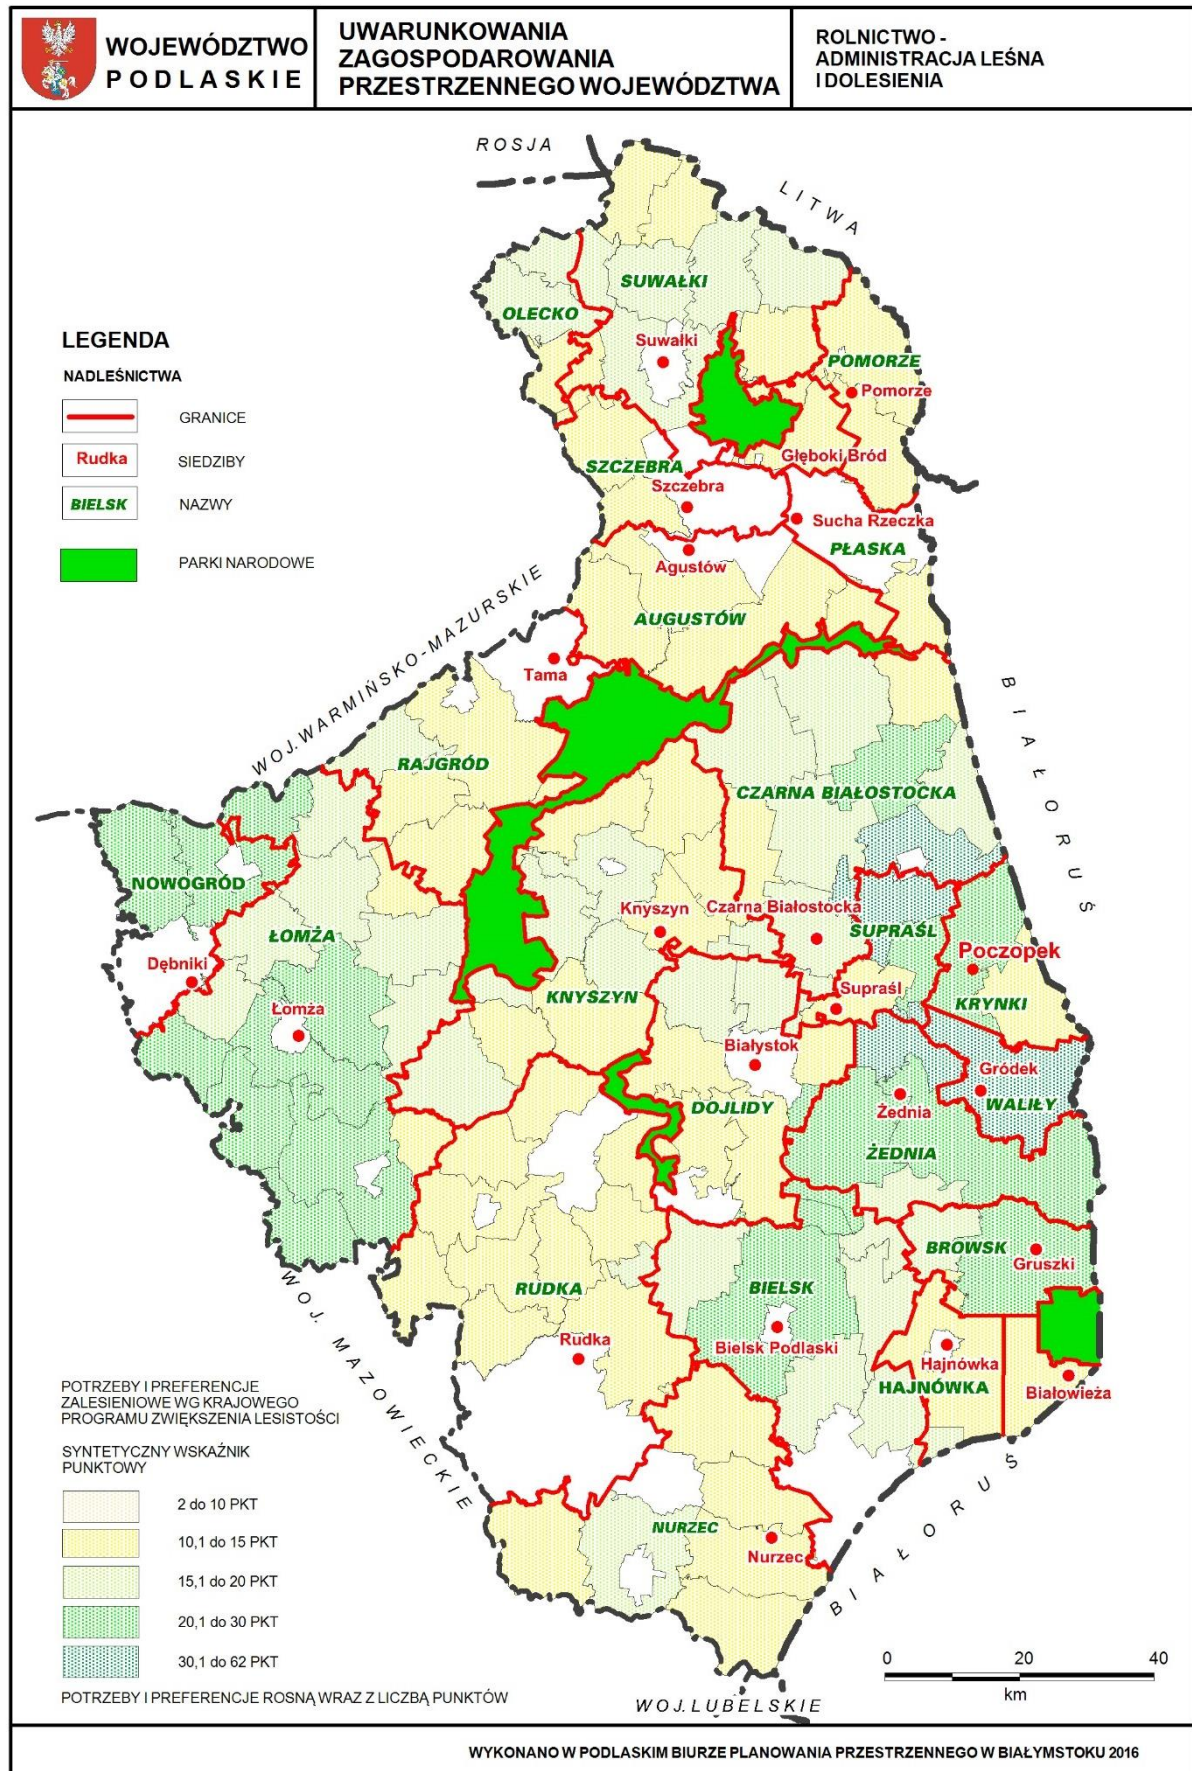 WOJEWÓDZTWO
PODLASKIE
UWARUNKOWANIA
ZAGOSPODAROWANIA
PRZESTRZENNEGO WOJEWÓDZTWA
ROLNICTWO -
ADMINISTRACJA LEŚNA
I DOLESIENIA
ROSJA
LITWA
SUWAŁKI
OLECKO
Suwałki
POMORZE
Pomorze
LEGENDA
NADLEŚNICTWA
GRANICE
Rudka
SIEDZIBY
BIELSK
NAZWY
PARKI NARODOWE
SZCZEBRA
Głęboki Bród
Szczebra
Sucha Rzeczka
PŁASKA
Agustów
AUGUSTÓW
WOJ. WARMIŃSKO-MAZURSKIE
Tama
BIAŁORUŚ
RAJGRÓD
CZARNA BIAŁOSTOCKA
NOWOGRÓD
ŁOMŻA
Knyszyn
Czarna Białostocka
SUPRAŚL
Dębniki
Poczopek
KNYSZYN
Supraśl
KRYNKI
Łomża
Białystok
Gródek
DOJLIDY
Żednia
WALIŁY
ŻEDNIA
BROWSK
Gruszki
RUDKA
BIELSK
Rudka
Bielsk Podlaski
Hajnówka
HAJNÓWKA
Białowieża
WOJ. MAZOWIECKIE
BIAŁORUŚ
NURZEC
Nurzec
POTRZEBY I PREFERENCJE
ZALESIENIOWE WG KRAJOWEGO
PROGRAMU ZWIĘKSZENIA LESISTOŚCI
SYNTETYCZNY WSKAŹNIK
PUNKTOWY
2 do 10 PKT
10,1 do 15 PKT
15,1 do 20 PKT
20,1 do 30 PKT
30,1 do 62 PKT
POTRZEBY I PREFERENCJE ROSNĄ WRAZ Z LICZBĄ PUNKTÓW
0 20 40
km
WOJ. LUBELSKIE
WYKONANO W PODLASKIM BIURZE PLANOWANIA PRZESTRZENNEGO W BIAŁYMSTOKU 2016